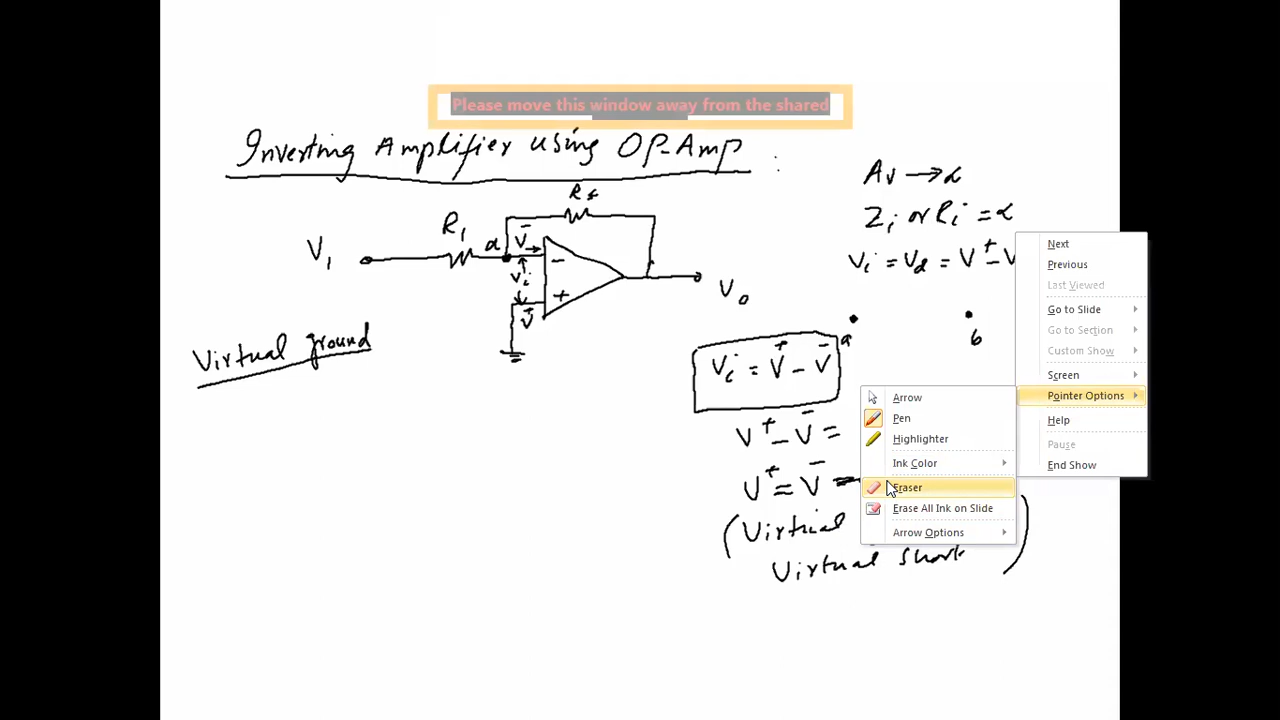 Please move this window away from the shared
Inverting Amplifier using OP-Amp :
Av → α
Zi or Ri = α
Vi = Vd = V⁺ - V
R₁
Rf
a
V⁻
V₁
Vi
V⁺
-
+
V₀
Virtual ground
a
b
Vi = V⁺ - V⁻
V⁺ - V⁻ =
V⁺ = V⁻
(Virtual
Virtual short)
Next
Previous
Last Viewed
Go to Slide
Go to Section
Custom Show
Screen
Pointer Options
Help
Pause
End Show
Arrow
Pen
Highlighter
Ink Color
Eraser
Erase All Ink on Slide
Arrow Options